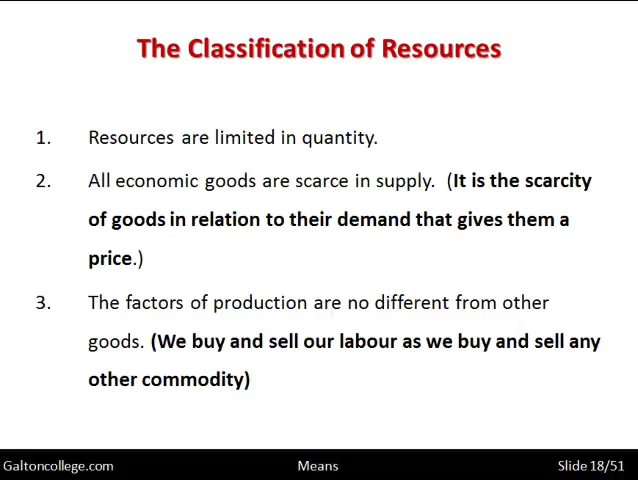 The Classification of Resources
1. Resources are limited in quantity.
2. All economic goods are scarce in supply. (It is the scarcity
of goods in relation to their demand that gives them a
price.)
3. The factors of production are no different from other
goods. (We buy and sell our labour as we buy and sell any
other commodity)
Galtoncollege.com Means Slide 18/51